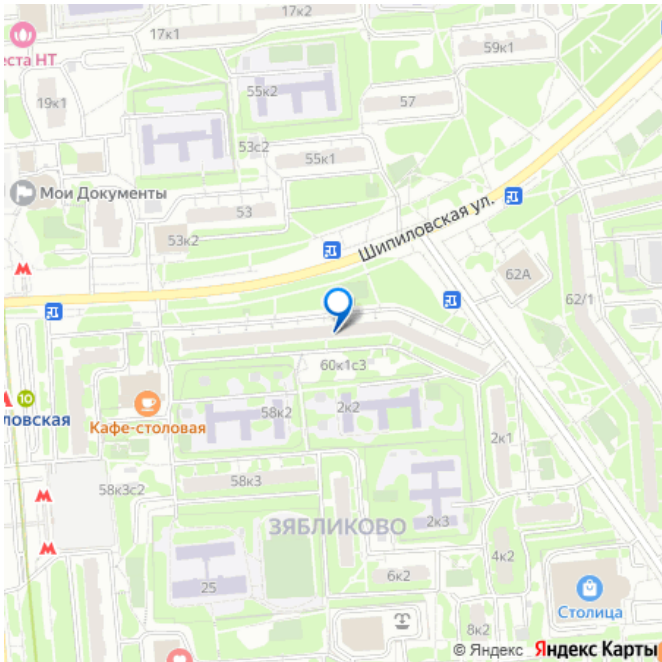 17к2
17к1
59к1
еста НТ
55к2
57
19к1
53с2
55к1
Мои Документы
53
53к2
Шипиловская ул.
62А
62/1
60к1с3
10
ловская
Кафе-столовая
58к2
2к2
2к1
58к3
58к3с2
ЗЯБЛИКОВО
2к3
4к2
25
6к2
Столица
8к2
© Яндекс Яндекс Карты